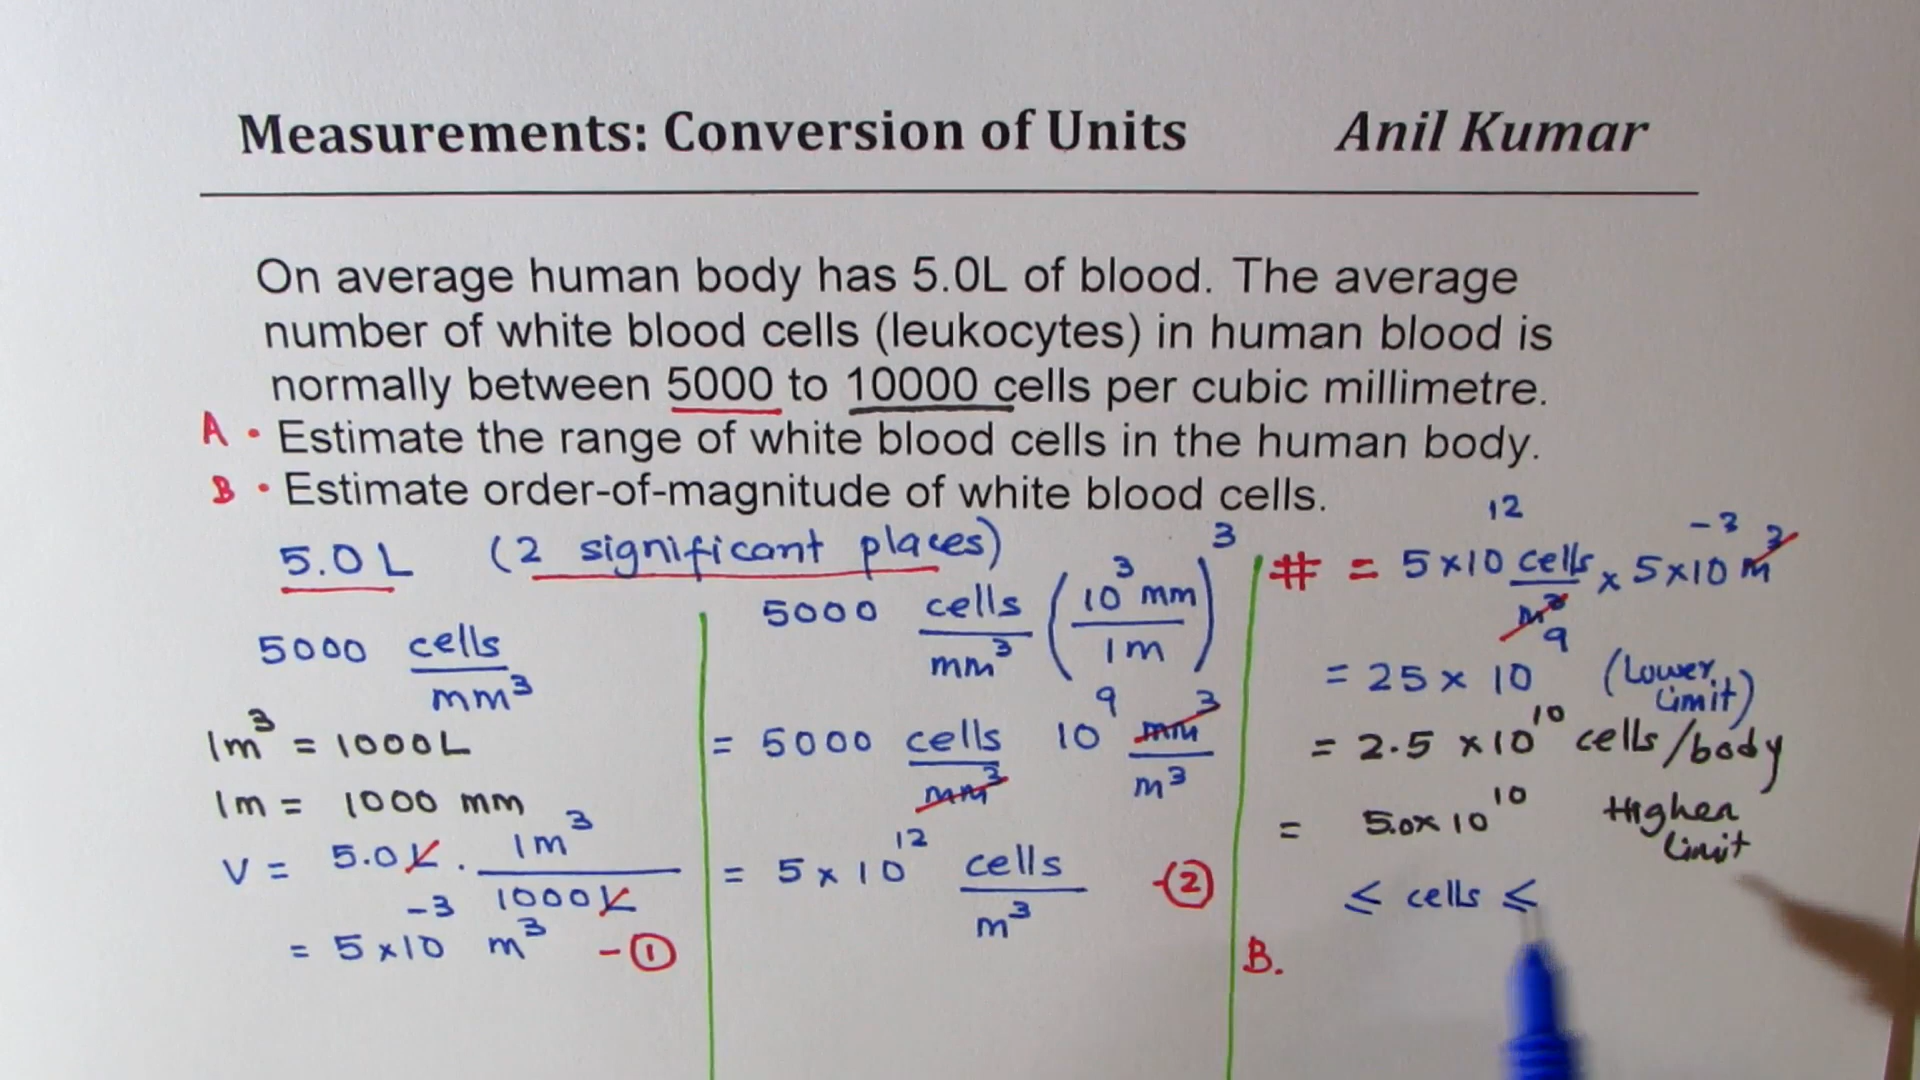 Measurements: Conversion of Units Anil Kumar
On average human body has 5.0L of blood. The average
number of white blood cells (leukocytes) in human blood is
normally between 5000 to 10000 cells per cubic millimetre.
A • Estimate the range of white blood cells in the human body.
B • Estimate order-of-magnitude of white blood cells.
5.0L (2 significant places)
5000 cells/mm³
1m³ = 1000L
1m = 1000 mm
V = 5.0L · 1m³/1000L
= 5×10⁻³ m³ -①
5000 cells/mm³ (10³ mm/1m)³
= 5000 cells/mm³ 10⁹ mm³/m³
= 5×10¹² cells/m³ -②
# = 5×10¹² cells/m³ × 5×10⁻³ m³
= 25×10⁹ (Lower Limit)
= 2.5×10¹⁰ cells/body
= 5.0×10¹⁰ Higher Limit
≤ cells ≤
B.